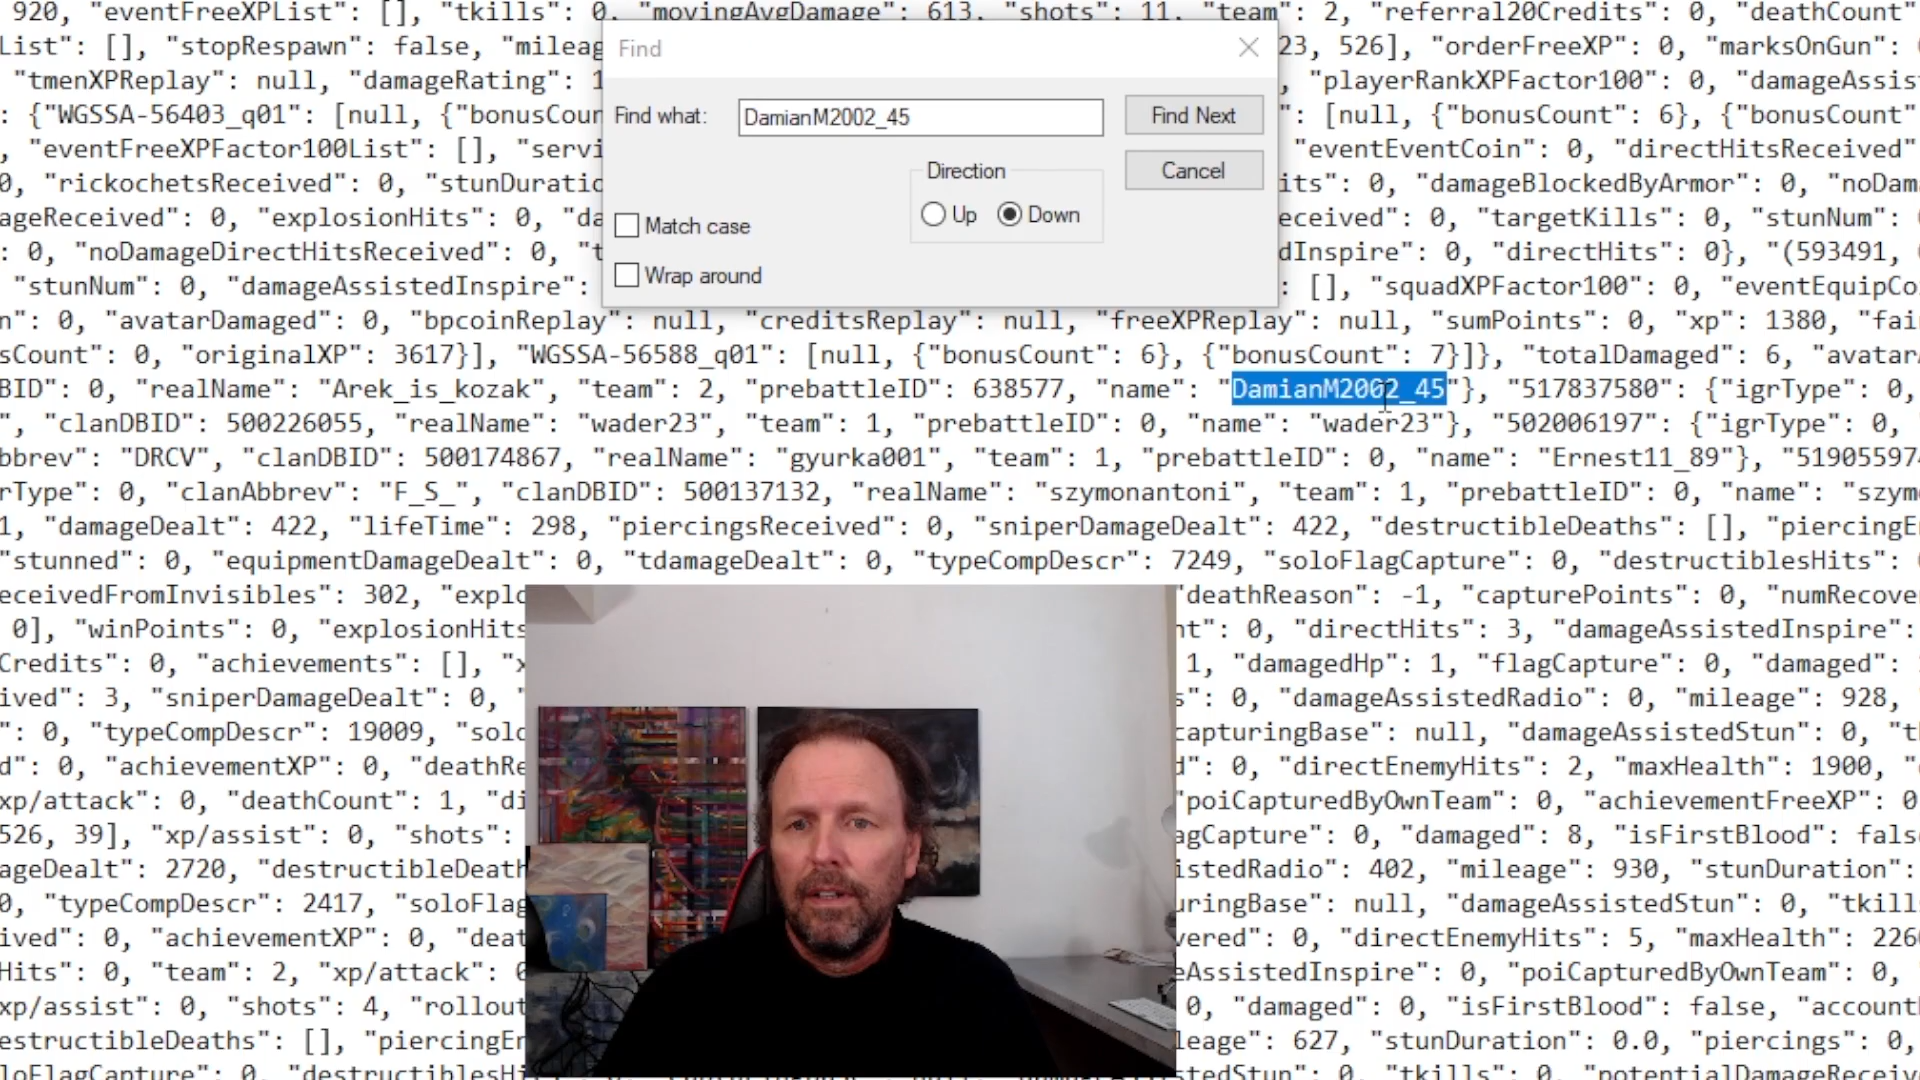 920, "eventFreeXPList": [], "tkills": 0, "movingAvgDamage": 613, "shots": 11, "team": 2, "referral20Credits": 0, "deathCount"
List": [], "stopRespawn": false, "mileag
23, 526], "orderFreeXP": 0, "marksOnGun":
"tmenXPReplay": null, "damageRating": 1
, "playerRankXPFactor100": 0, "damageAssis
: {"WGSSA-56403_q01": [null, {"bonusCoun
": [null, {"bonusCount": 6}, {"bonusCount"
, "eventFreeXPFactor100List": [], "servi
"eventEventCoin": 0, "directHitsReceived"
0, "rickochetsReceived": 0, "stunDuratio
its": 0, "damageBlockedByArmor": 0, "noDam
ageReceived": 0, "explosionHits": 0, "da
eceived": 0, "targetKills": 0, "stunNum": 0
: 0, "noDamageDirectHitsReceived": 0, "t
dInspire": 0, "directHits": 0}, "(593491,
"stunNum": 0, "damageAssistedInspire":
: [], "squadXPFactor100": 0, "eventEquipCo
Find
Find what:
DamianM2002_45
Find Next
Cancel
Direction
Up
Down
Match case
Wrap around
n": 0, "avatarDamaged": 0, "bpcoinReplay": null, "creditsReplay": null, "freeXPReplay": null, "sumPoints": 0, "xp": 1380, "fai
sCount": 0, "originalXP": 3617}], "WGSSA-56588_q01": [null, {"bonusCount": 6}, {"bonusCount": 7}]}, "totalDamaged": 6, "avata
BID": 0, "realName": "Arek_is_kozak", "team": 2, "prebattleID": 638577, "name": "DamianM2002_45"}, "517837580": {"igrType": 0,
", "clanDBID": 500226055, "realName": "wader23", "team": 1, "prebattleID": 0, "name": "wader23"}, "502006197": {"igrType": 0,
bbrev": "DRCV", "clanDBID": 500174867, "realName": "gyurka001", "team": 1, "prebattleID": 0, "name": "Ernest11_89"}, "51905597
rType": 0, "clanAbbrev": "F_S_", "clanDBID": 500137132, "realName": "szymonantoni", "team": 1, "prebattleID": 0, "name": "szym
1, "damageDealt": 422, "lifeTime": 298, "piercingsReceived": 0, "sniperDamageDealt": 422, "destructibleDeaths": [], "piercingE
"stunned": 0, "equipmentDamageDealt": 0, "tdamageDealt": 0, "typeCompDescr": 7249, "soloFlagCapture": 0, "destructiblesHits":
eceivedFromInvisibles": 302, "expl
"deathReason": -1, "capturePoints": 0, "numRecove
0], "winPoints": 0, "explosionHits
nt": 0, "directHits": 3, "damageAssistedInspire":
Credits": 0, "achievements": [], "x
1, "damagedHp": 1, "flagCapture": 0, "damaged":
ived": 3, "sniperDamageDealt": 0, "
s": 0, "damageAssistedRadio": 0, "mileage": 928,
": 0, "typeCompDescr": 19009, "solo
capturingBase": null, "damageAssistedStun": 0, "t
d": 0, "achievementXP": 0, "deathRe
d": 0, "directEnemyHits": 2, "maxHealth": 1900, "
xp/attack": 0, "deathCount": 1, "di
"poiCapturedByOwnTeam": 0, "achievementFreeXP": 0
526, 39], "xp/assist": 0, "shots":
agCapture": 0, "damaged": 8, "isFirstBlood": fals
ageDealt": 2720, "destructibleDeath
istedRadio": 402, "mileage": 930, "stunDuration":
0, "typeCompDescr": 2417, "soloFlag
uringBase": null, "damageAssistedStun": 0, "tkill
ived": 0, "achievementXP": 0, "deat
vered": 0, "directEnemyHits": 5, "maxHealth": 226
Hits": 0, "team": 2, "xp/attack": 0
eAssistedInspire": 0, "poiCapturedByOwnTeam": 0,
xp/assist": 0, "shots": 4, "rollout
0, "damaged": 0, "isFirstBlood": false, "account
estructibleDeaths": [], "piercingEn
leage": 627, "stunDuration": 0.0, "piercings": 0,
loFlagCapture": 0, "destructiblesHi
"damageAssistedStun": 0, "tkills": 0, "potentialDamageReceiv